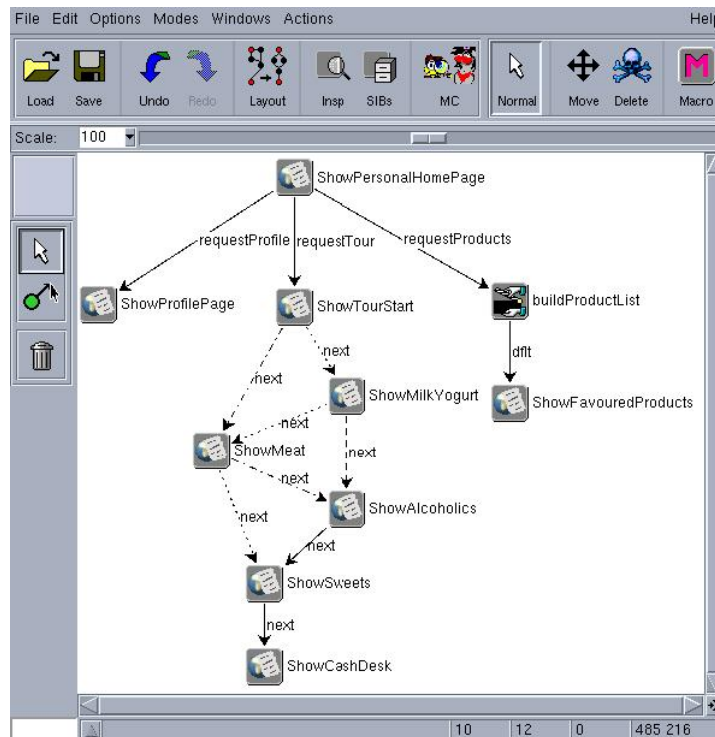 File Edit Options Modes Windows Actions Help
Load Save Undo Redo Layout Insp SIBs MC Normal Move Delete Macro
Scale: 100
ShowPersonalHomePage
requestProfile requestTour requestProducts
ShowProfilePage ShowTourStart buildProductList
dflt
next next
ShowMilkYogurt ShowFavouredProducts
next
ShowMeat next
next
ShowAlcoholics
next
next
ShowSweets
next
ShowCashDesk
10 12 0 485 216